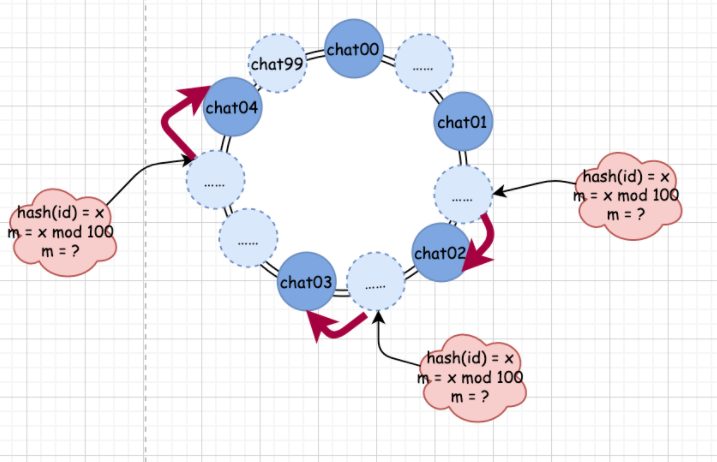 chat00
chat99
......
chat04
chat01
......
......
hash(id) = x
m = x mod 100
m = ?
hash(id) = x
m = x mod 100
m = ?
......
chat02
chat03
......
hash(id) = x
m = x mod 100
m = ?